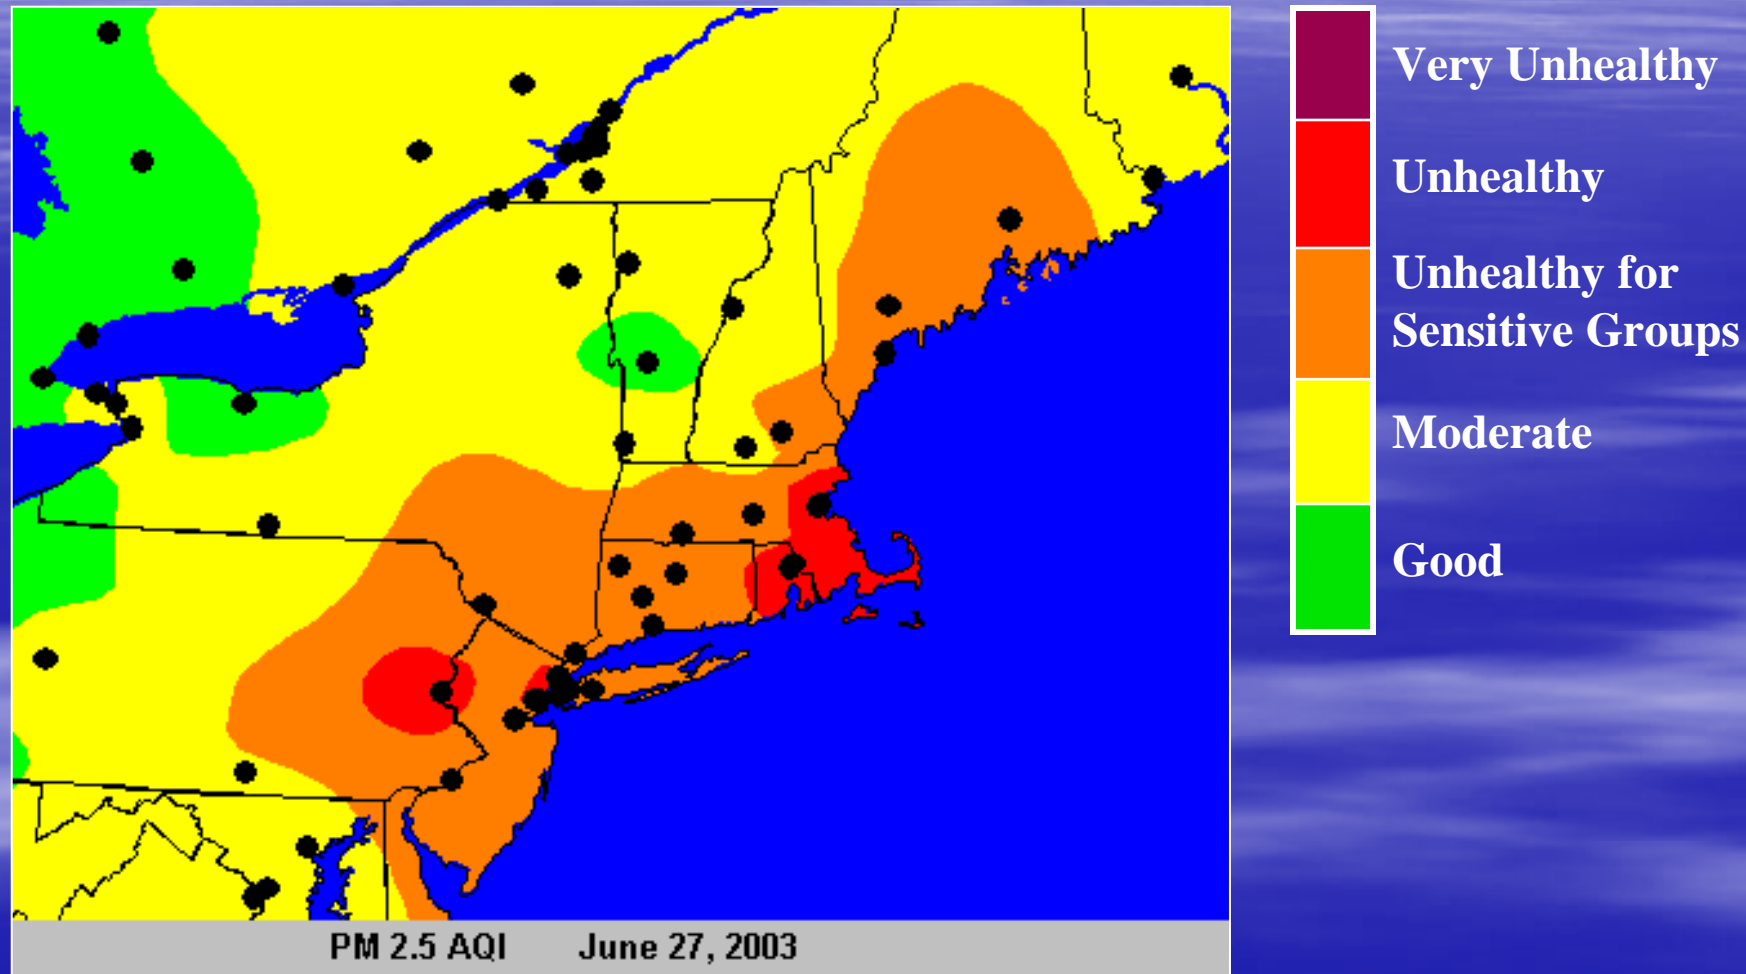 Very Unhealthy
Unhealthy
Unhealthy for
Sensitive Groups
Moderate
Good
PM 2.5 AQI June 27, 2003